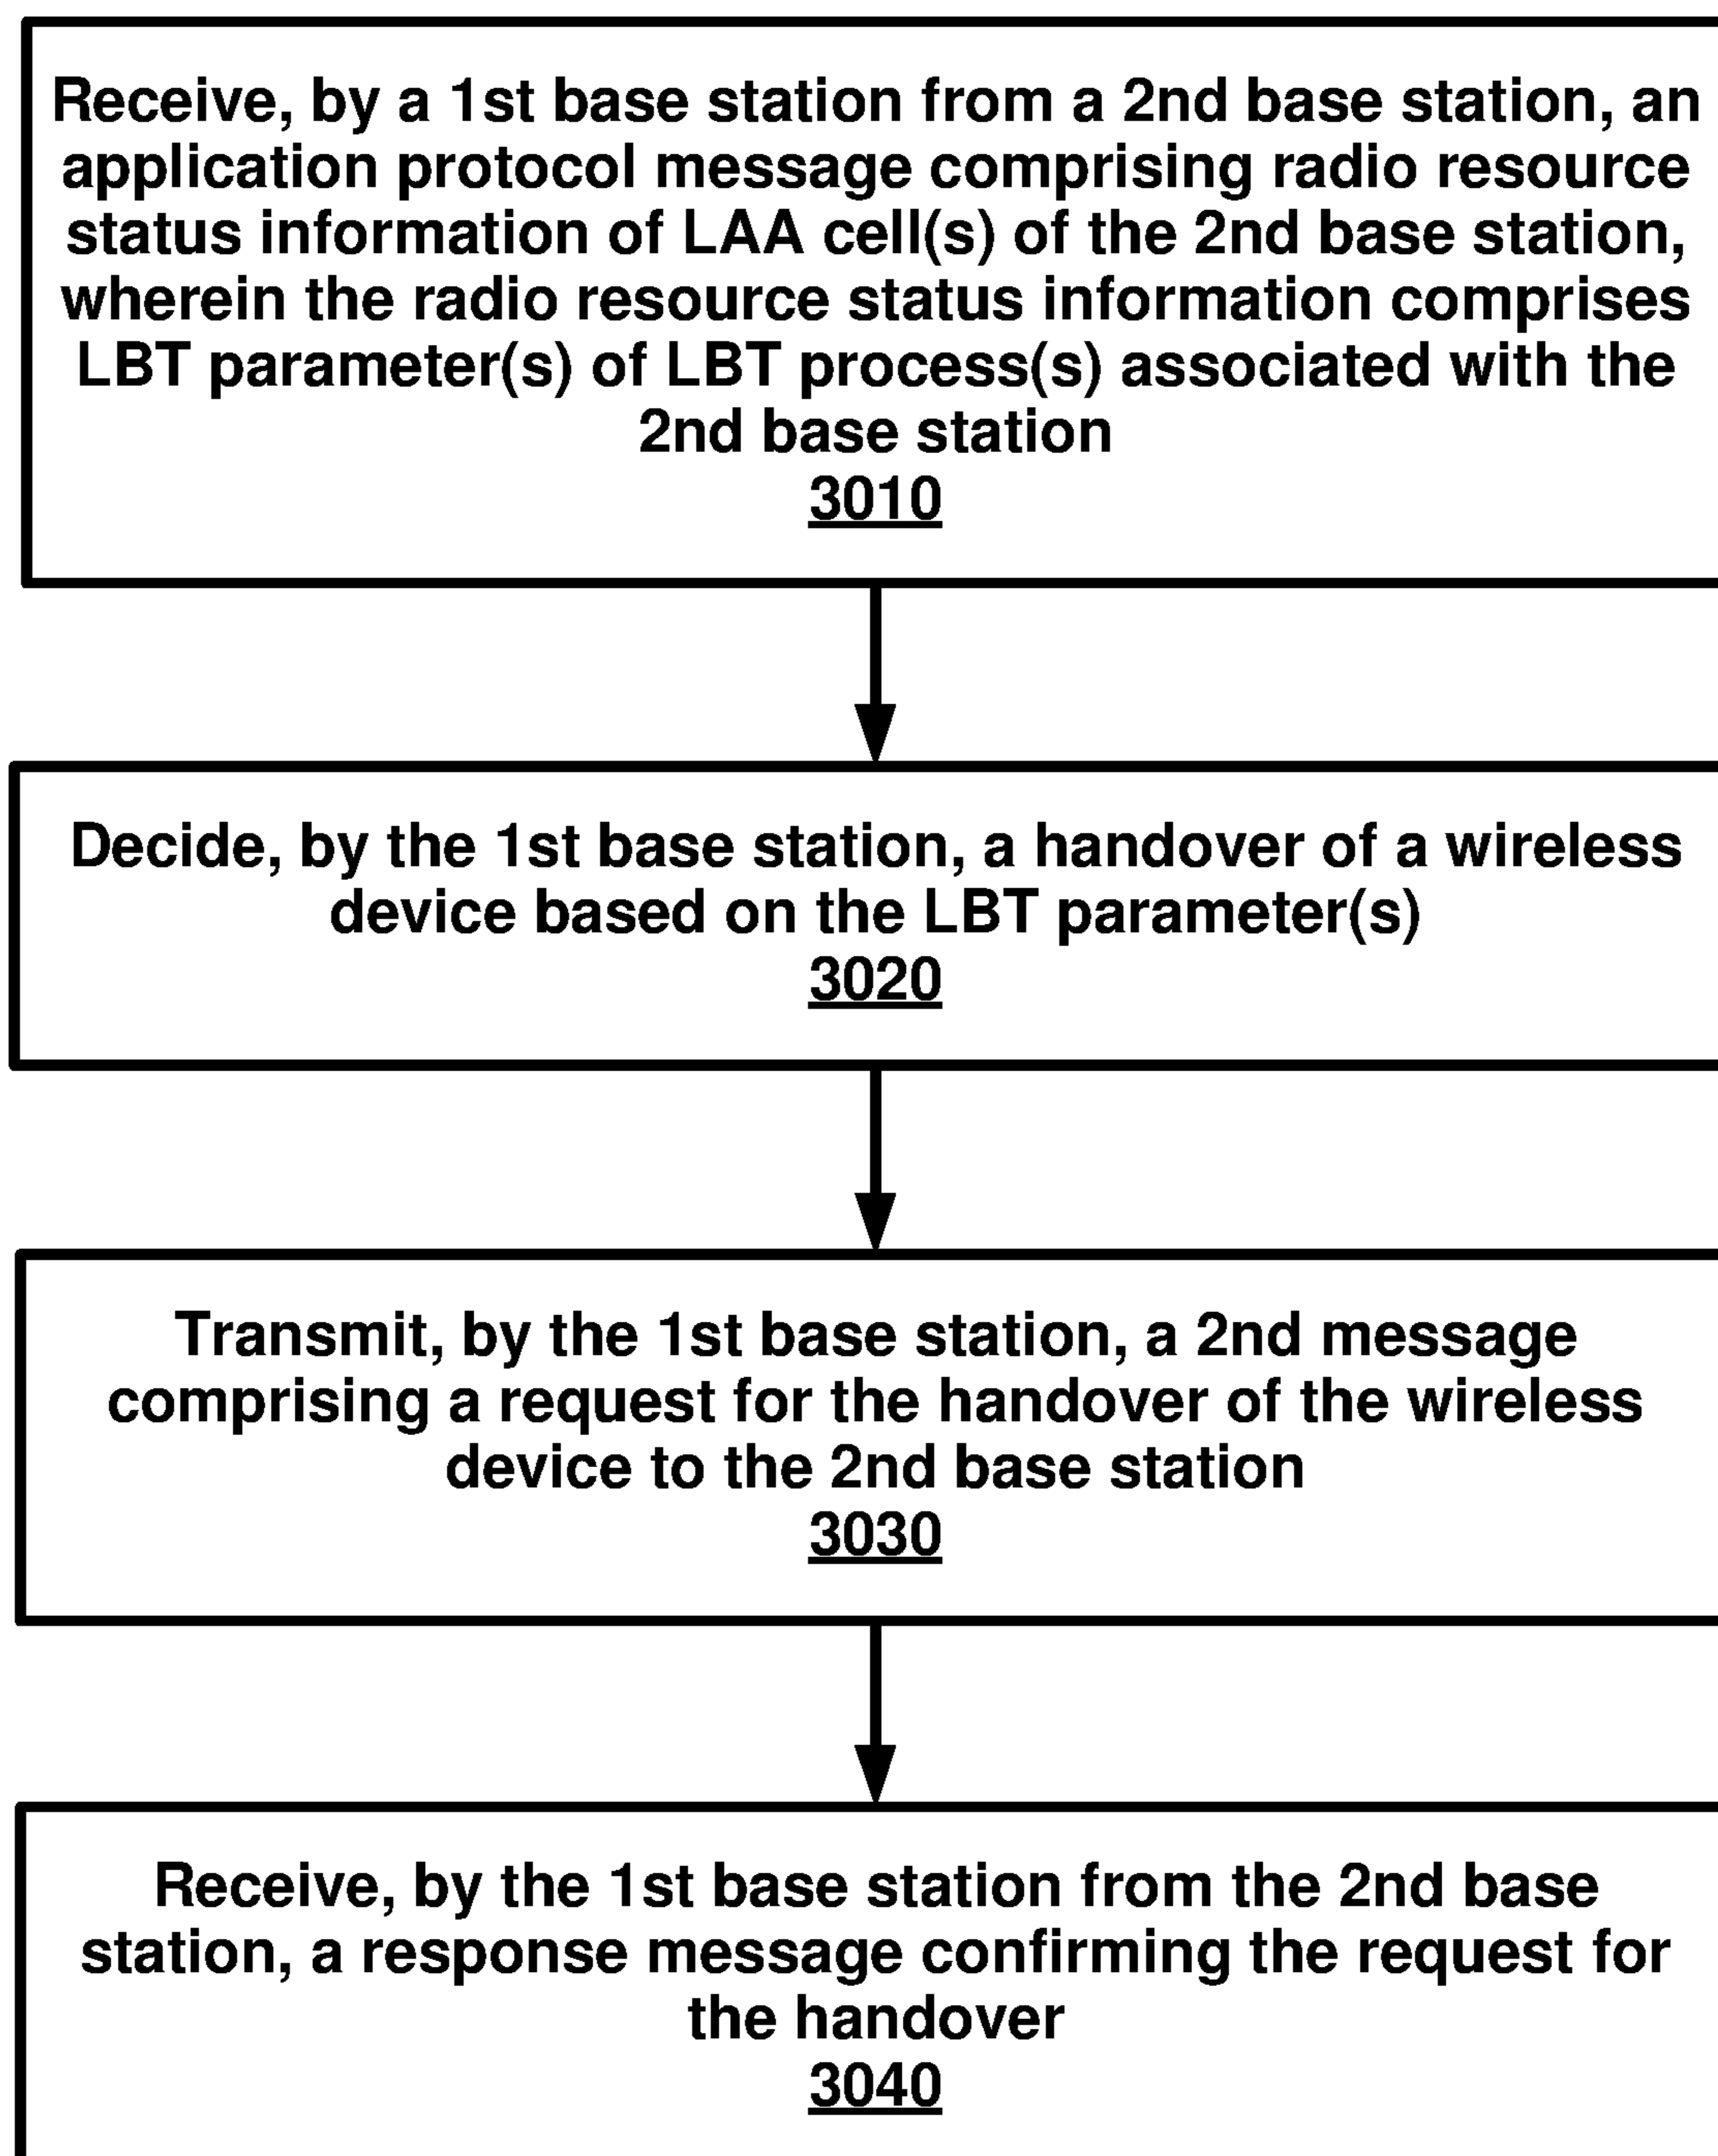 Receive, by a 1st base station from a 2nd base station, an
application protocol message comprising radio resource
status information of LAA cell(s) of the 2nd base station,
wherein the radio resource status information comprises
LBT parameter(s) of LBT process(s) associated with the
2nd base station
3010
Decide, by the 1st base station, a handover of a wireless
device based on the LBT parameter(s)
3020
Transmit, by the 1st base station, a 2nd message
comprising a request for the handover of the wireless
device to the 2nd base station
3030
Receive, by the 1st base station from the 2nd base
station, a response message confirming the request for
the handover
3040